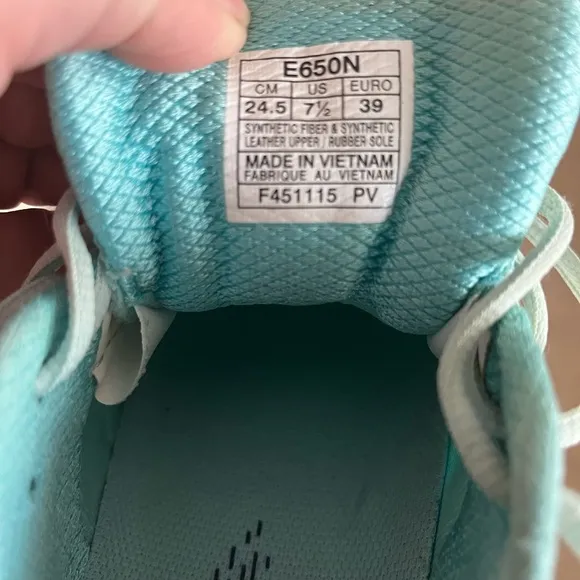 E650N
CM US EURO
24.5 7½ 39
SYNTHETIC FIBER & SYNTHETIC
LEATHER UPPER / RUBBER SOLE
MADE IN VIETNAM
FABRIQUE AU VIETNAM
F451115 PV